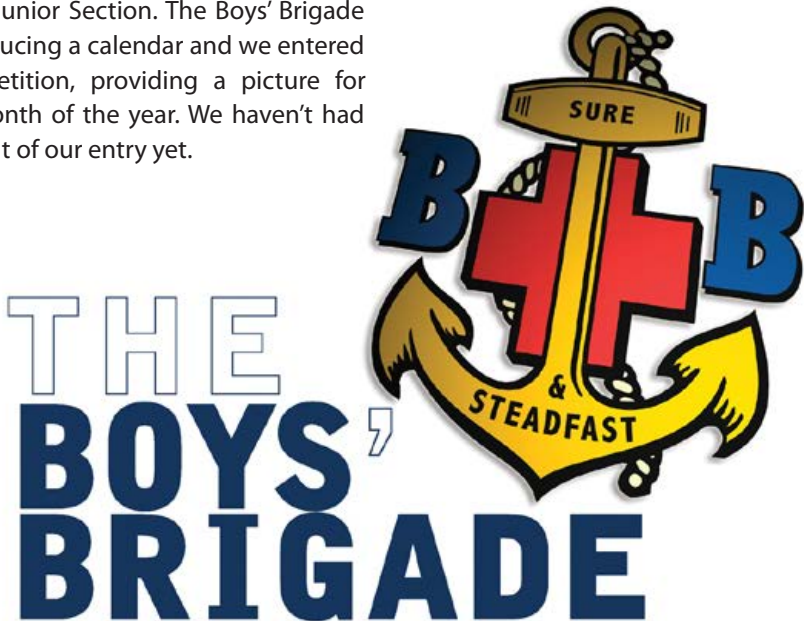 unior Section. The Boys’ Brigade
ucing a calendar and we entered
etition, providing a picture for
onth of the year. We haven’t had
t of our entry yet.
SURE
B B
&
STEADFAST
THE
BOYS’
BRIGADE